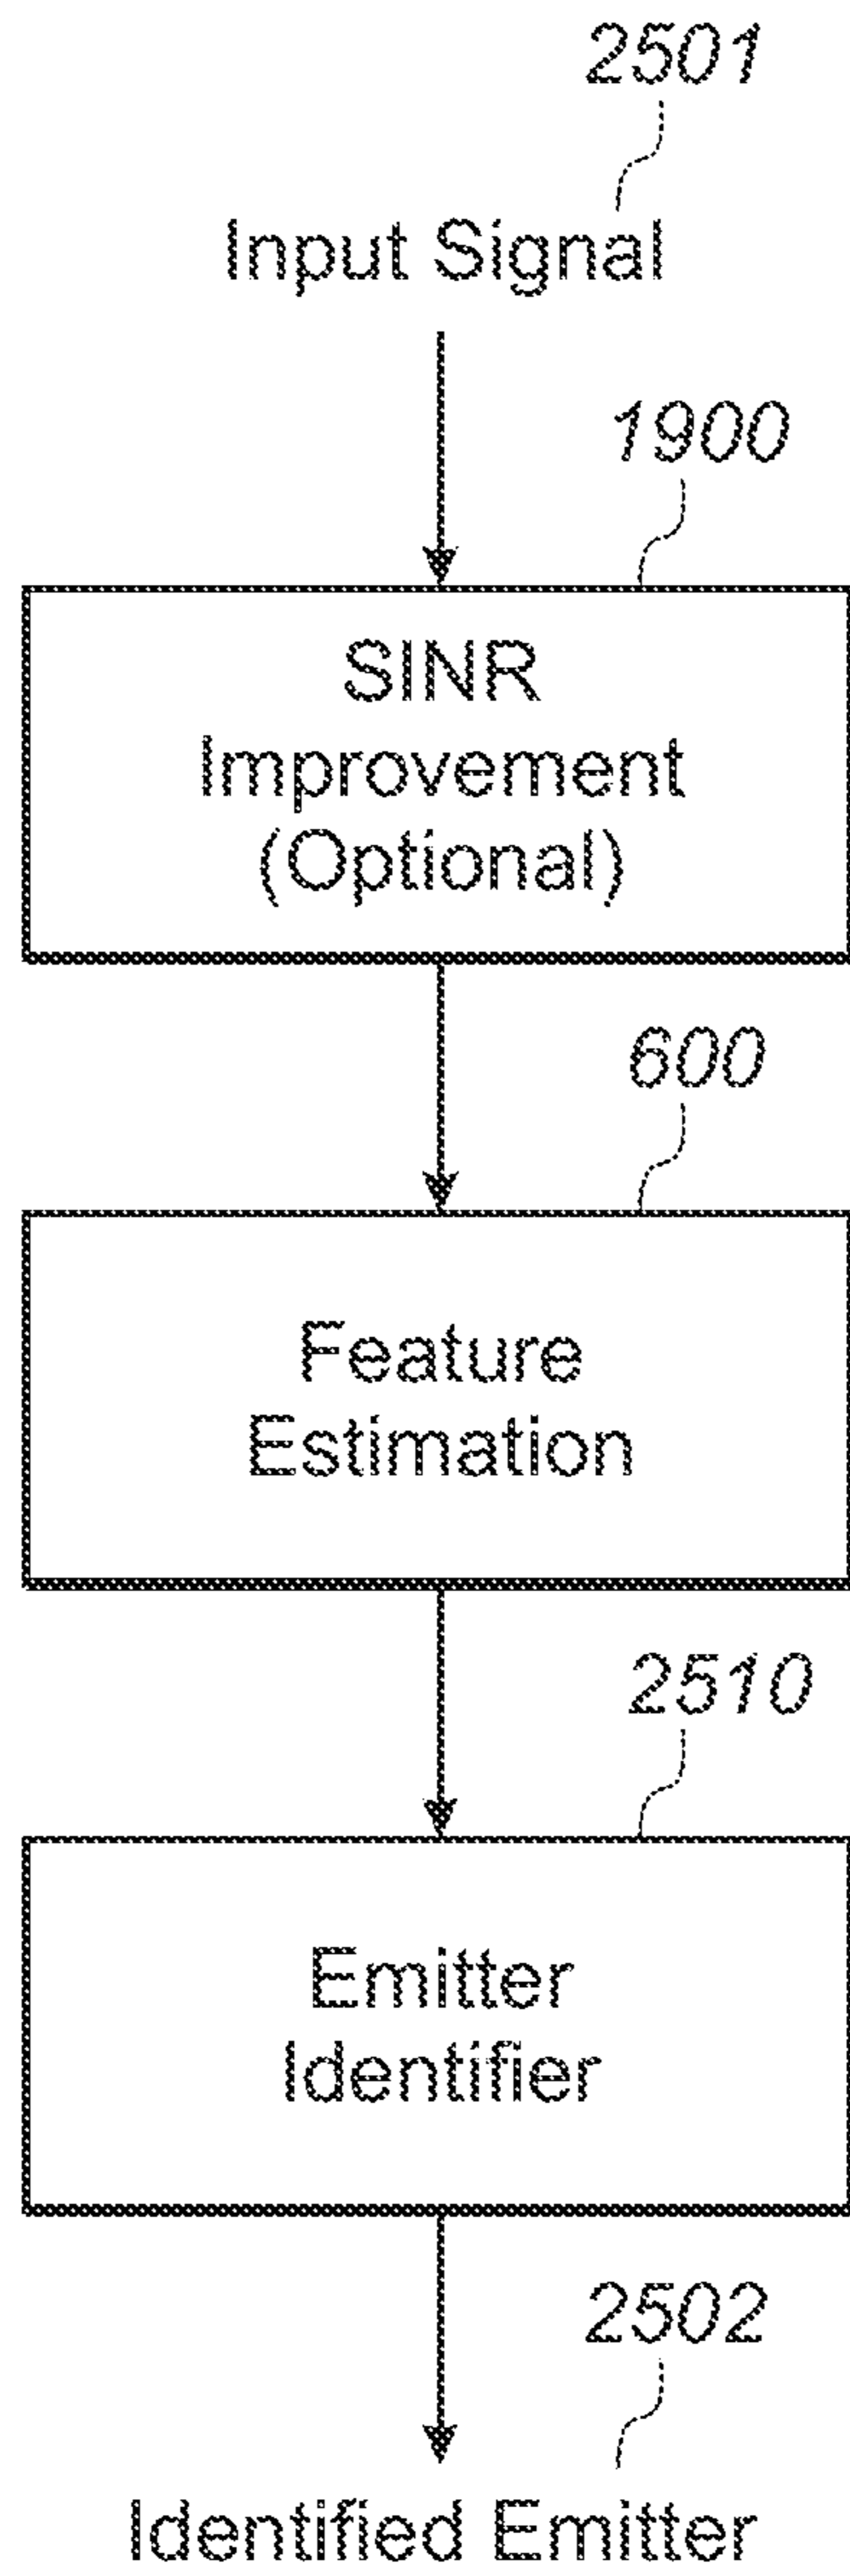 2501
Input Signal
1900
SINR
Improvement
(Optional)
600
Feature
Estimation
2510
Emitter
Identifier
2502
Identified Emitter